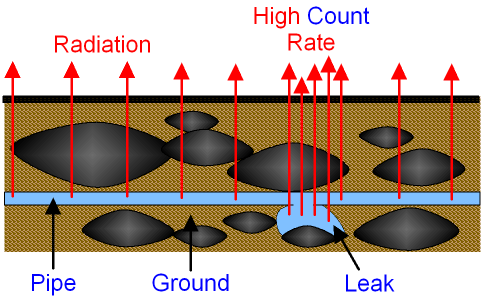 Radiation
High Count
Rate
Pipe
Ground
Leak